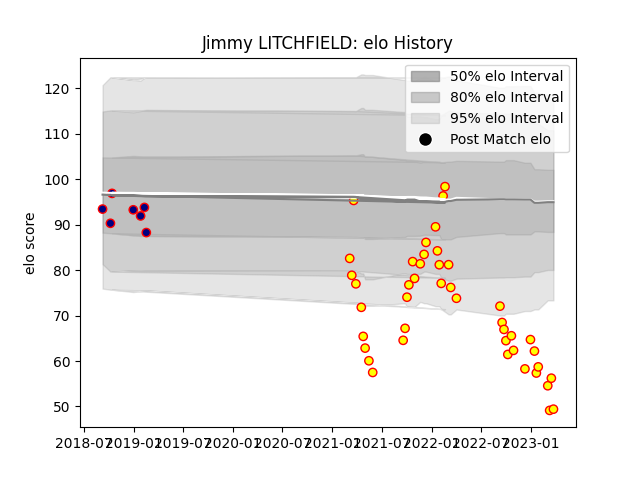 Jimmy LITCHFIELD: elo History
50% elo Interval
80% elo Interval
95% elo Interval
Post Match elo
elo score
120
110
100
90
80
70
60
50
2018-07 2019-01 2019-07 2020-01 2020-07 2021-01 2021-07 2022-01 2022-07 2023-01